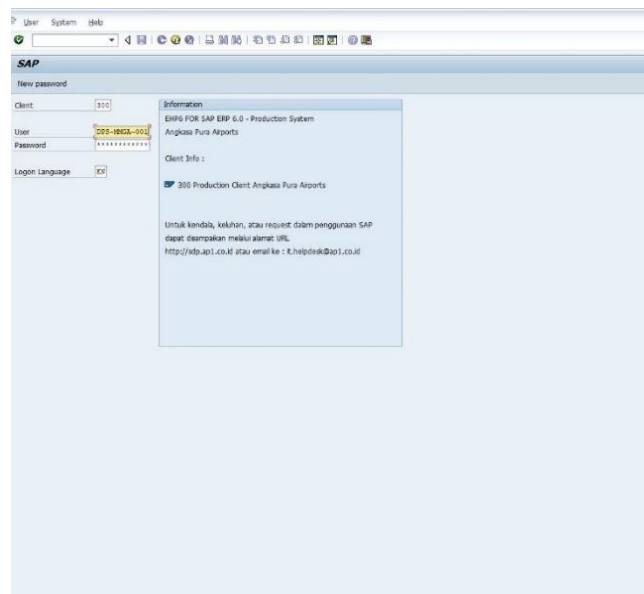 User System Help
SAP
New password
Client 300
User
Password ************
Logon Language EN
Information
EHP6 FOR SAP ERP 6.0 - Production System
Angkasa Pura Airports
Client Info :
300 Production Client Angkasa Pura Airports
Untuk kendala, keluhan, atau request dalam penggunaan SAP
dapat disampaikan melalui alamat URL
http://sdp.ap1.co.id atau email ke : it.helpdesk@ap1.co.id